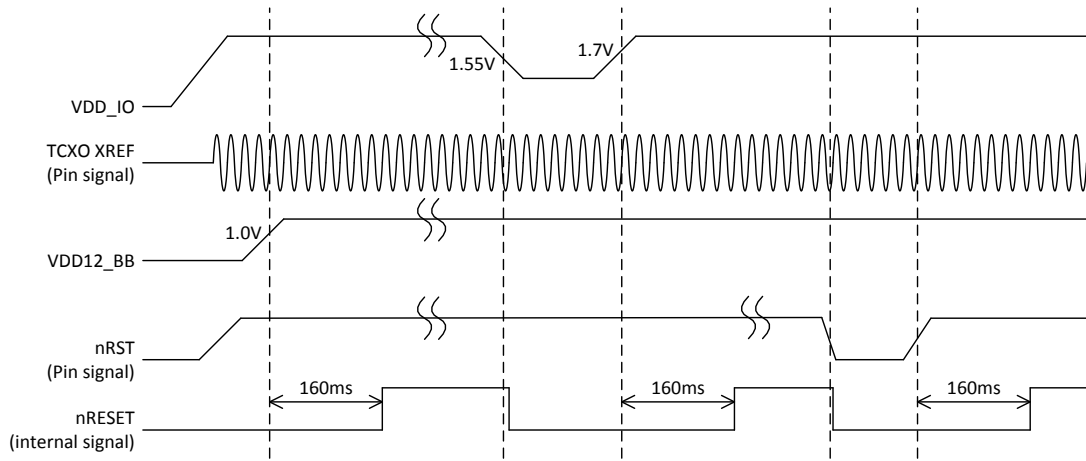 1.7V
1.55V
VDD_IO
TCXO XREF
(Pin signal)
1.0V
VDD12_BB
nRST
(Pin signal)
160ms
160ms
160ms
nRESET
(internal signal)